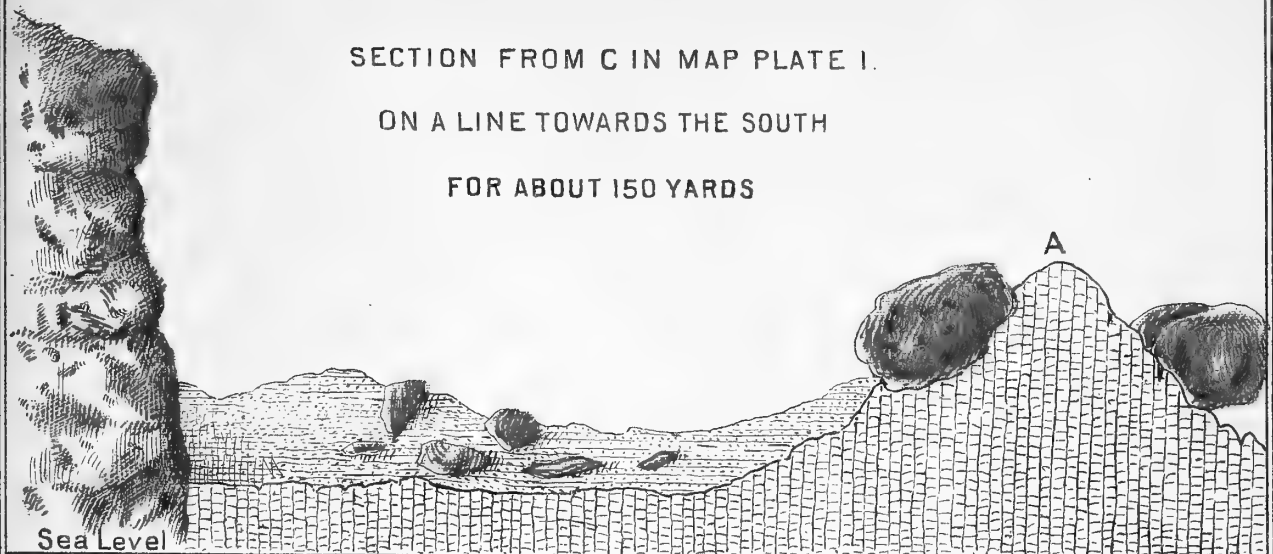 SECTION FROM C IN MAP PLATE I.
ON A LINE TOWARDS THE SOUTH
FOR ABOUT 150 YARDS
A
Sea Level